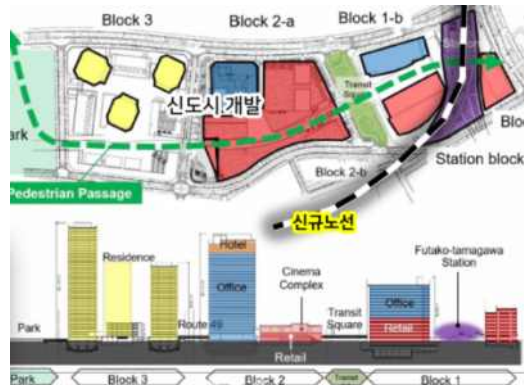 Block 3
Block 2-a
Block 1-b
신도시 개발
Transit
Square
Park
Pedestrian Passage
Block 2-b
Station block
신규노선
Hotel
Residence
Office
Cinema
Complex
Futako-tamagawa
Station
Transit
Square
Office
Retail
Park
Route 49
Retail
Park
Block 3
Block 2
Transit
Block 1